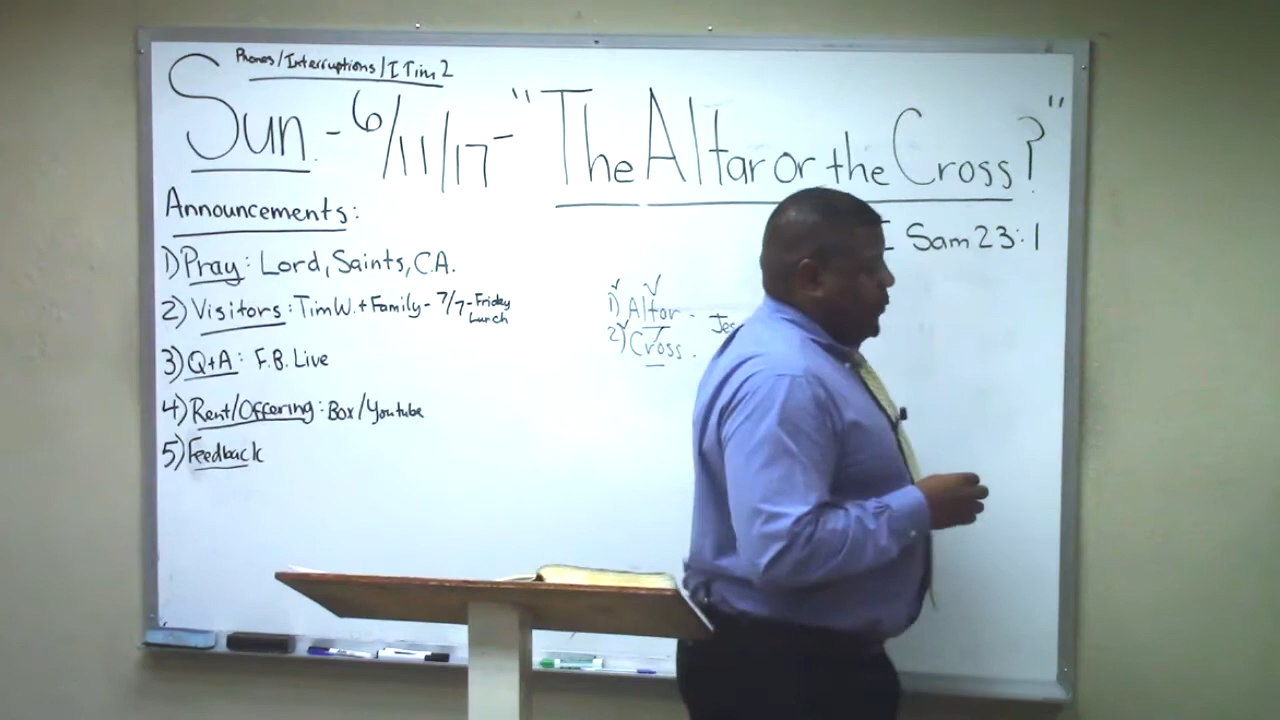 Phones/Interruptions/I Tim 2
Sun. - 6/11/17 - "The Altar or the Cross?"
Announcements:
I Sam 23:1
1) Pray: Lord, Saints, C.A.
2) Visitors: Tim W. + Family - 7/7 - Friday
Lunch
1) Altar - Jes
2) Cross.
3) Q+A: F.B. Live
4) Rent/Offering: Box/Youtube
5) Feedback